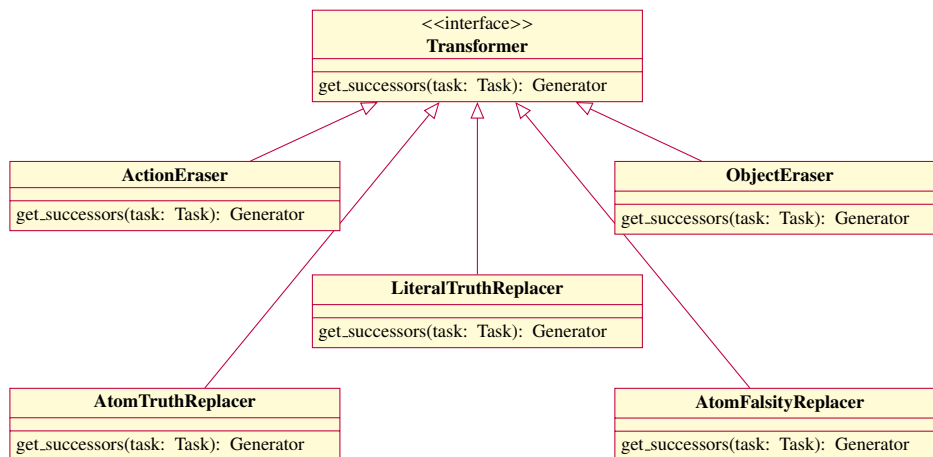 <<interface>>
Transformer
get_successors(task: Task): Generator
ActionEraser
get_successors(task: Task): Generator
ObjectEraser
get_successors(task: Task): Generator
LiteralTruthReplacer
get_successors(task: Task): Generator
AtomTruthReplacer
get_successors(task: Task): Generator
AtomFalsityReplacer
get_successors(task: Task): Generator